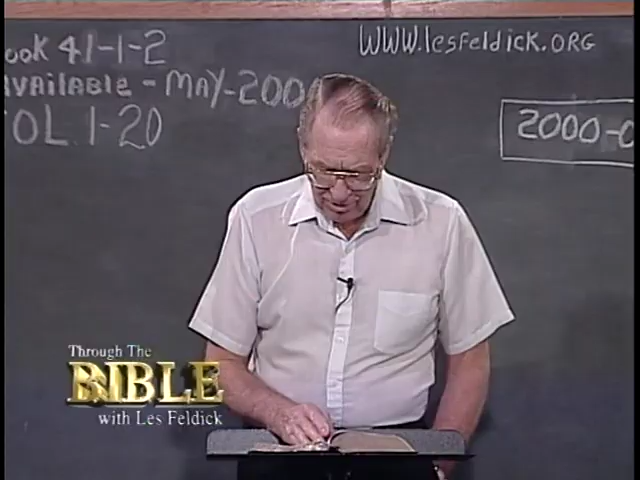 ook 41-1-2
vailable - May-200
OL 1-20
WWW.lesfeldick.ORG
2000-0
Through The
BIBLE
with Les Feldick